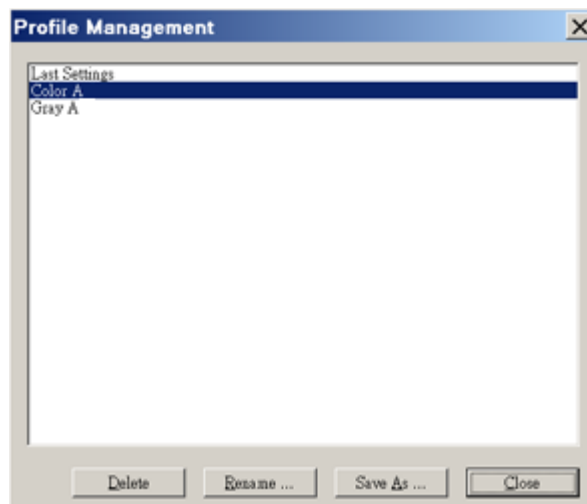 Profile Management
Last Settings
Color A
Gray A
Delete Rename ... Save As ... Close